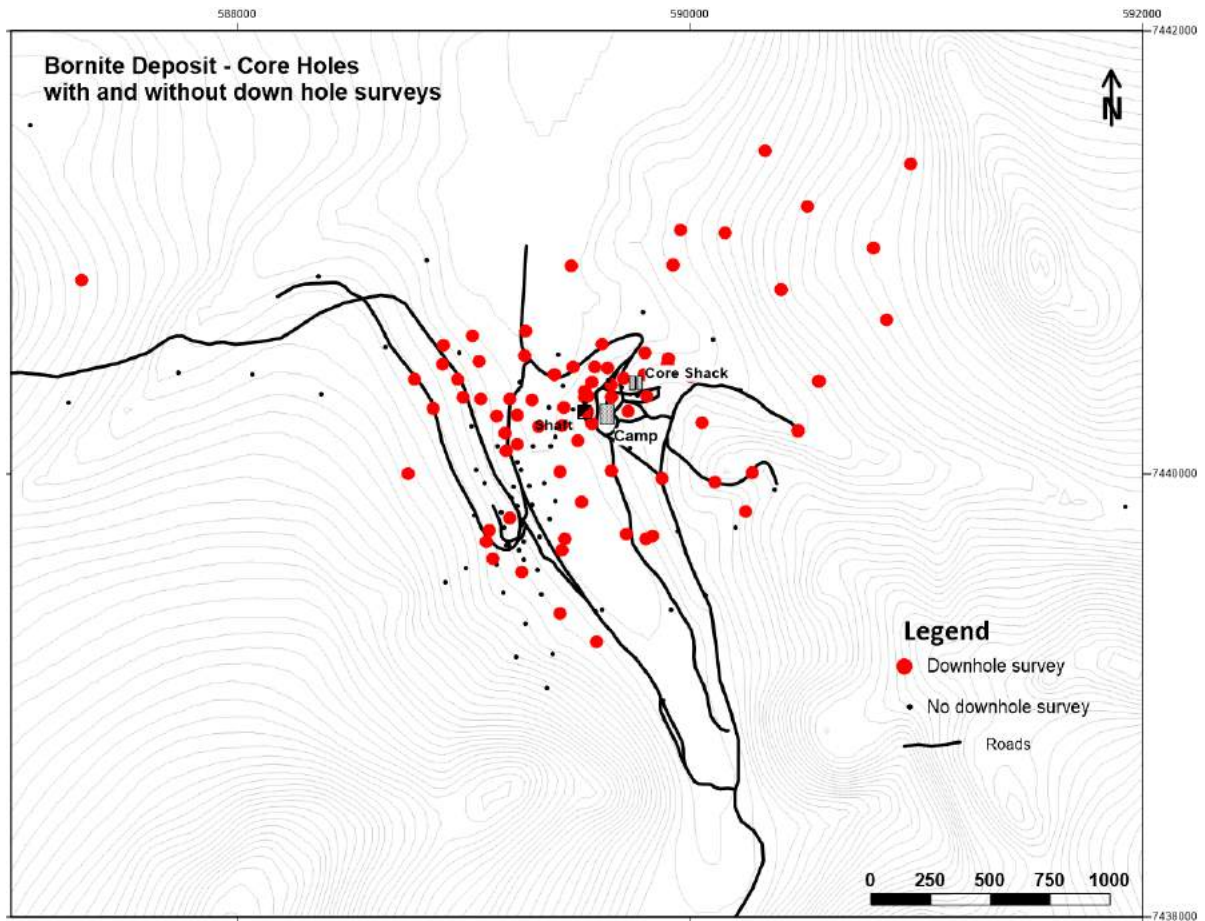 588000
590000
592000
7442000
Bornite Deposit - Core Holes
with and without down hole surveys
N
Core Shack
Shaft
Camp
7440000
Legend
Downhole survey
No downhole survey
Roads
0 250 500 750 1000
7438000